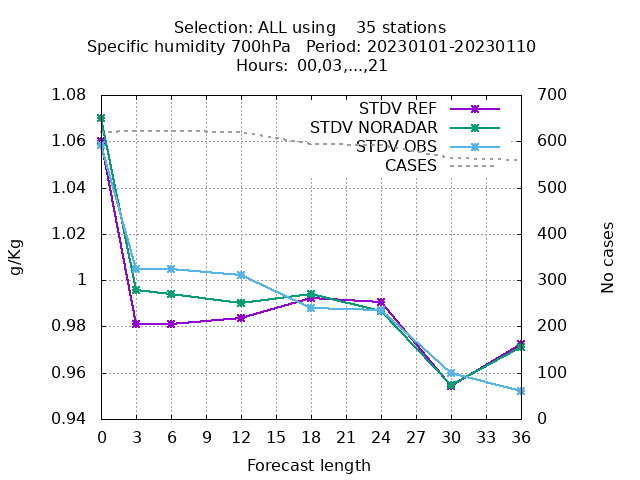 Selection: ALL using    35 stations
Specific humidity 700hPa   Period: 20230101-20230110
Hours: 00,03,...,21
STDV REF
STDV NORADAR
STDV OBS
CASES
1.08
1.06
1.04
1.02
1
0.98
0.96
0.94
g/Kg
700
600
500
400
300
200
100
0
No cases
0 3 6 9 12 15 18 21 24 27 30 33 36
Forecast length